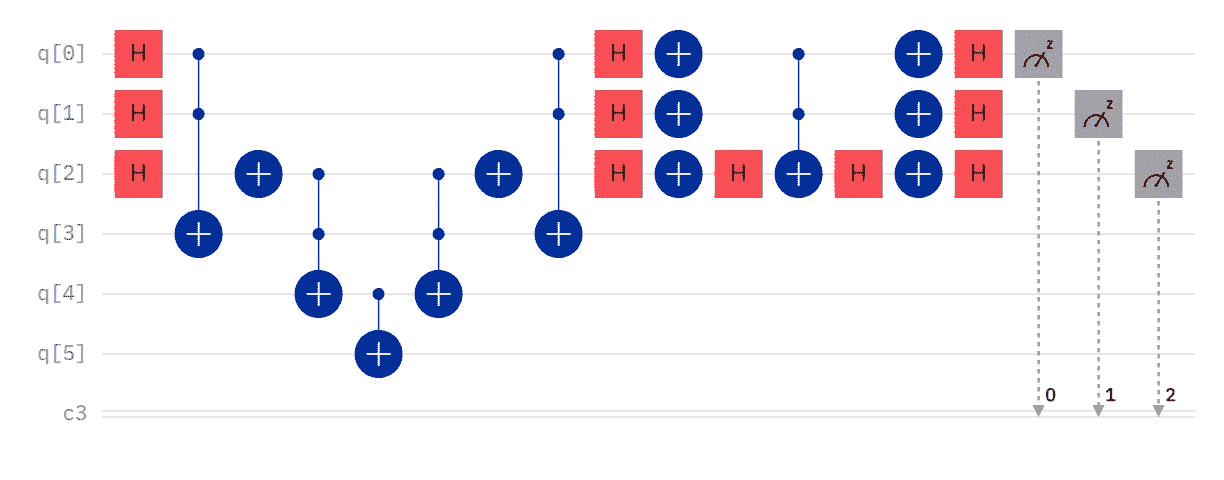 q[0] H H H z
q[1] H H H z
q[2] H H H H H z
q[3]
q[4]
q[5]
0 1 2
c3